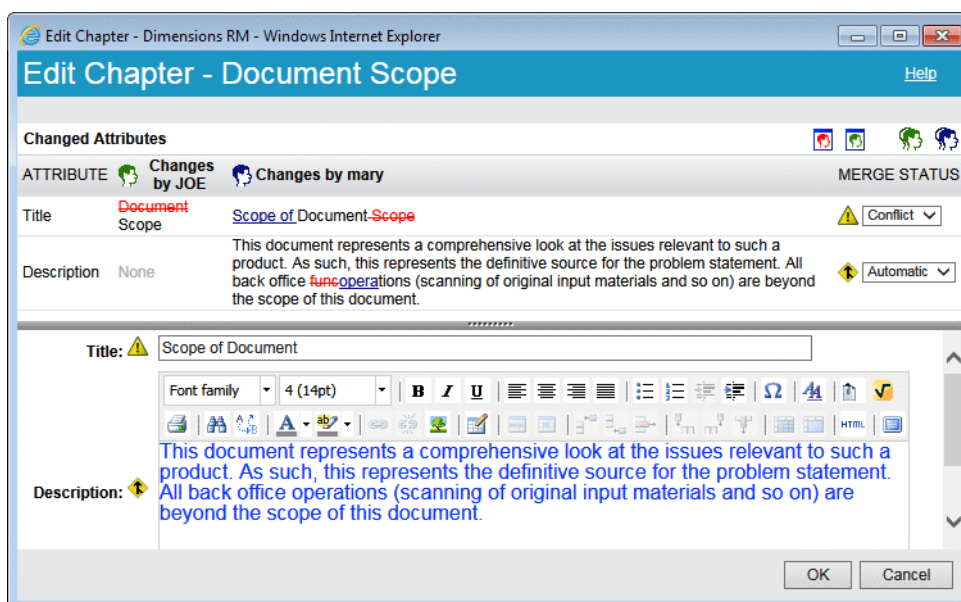 Edit Chapter - Dimensions RM - Windows Internet Explorer
Edit Chapter - Document Scope
Help
Changed Attributes
ATTRIBUTE Changes by JOE Changes by mary MERGE STATUS
Title Document Scope Scope of Document Scope Conflict
Description None
This document represents a comprehensive look at the issues relevant to such a
product. As such, this represents the definitive source for the problem statement. All
back office funcoperations (scanning of original input materials and so on) are beyond
the scope of this document.
Automatic
Title: Scope of Document
Font family 4 (14pt) B I U Ω A4
A ab HTML
Description:
This document represents a comprehensive look at the issues relevant to such a
product. As such, this represents the definitive source for the problem statement.
All back office operations (scanning of original input materials and so on) are
beyond the scope of this document.
OK Cancel